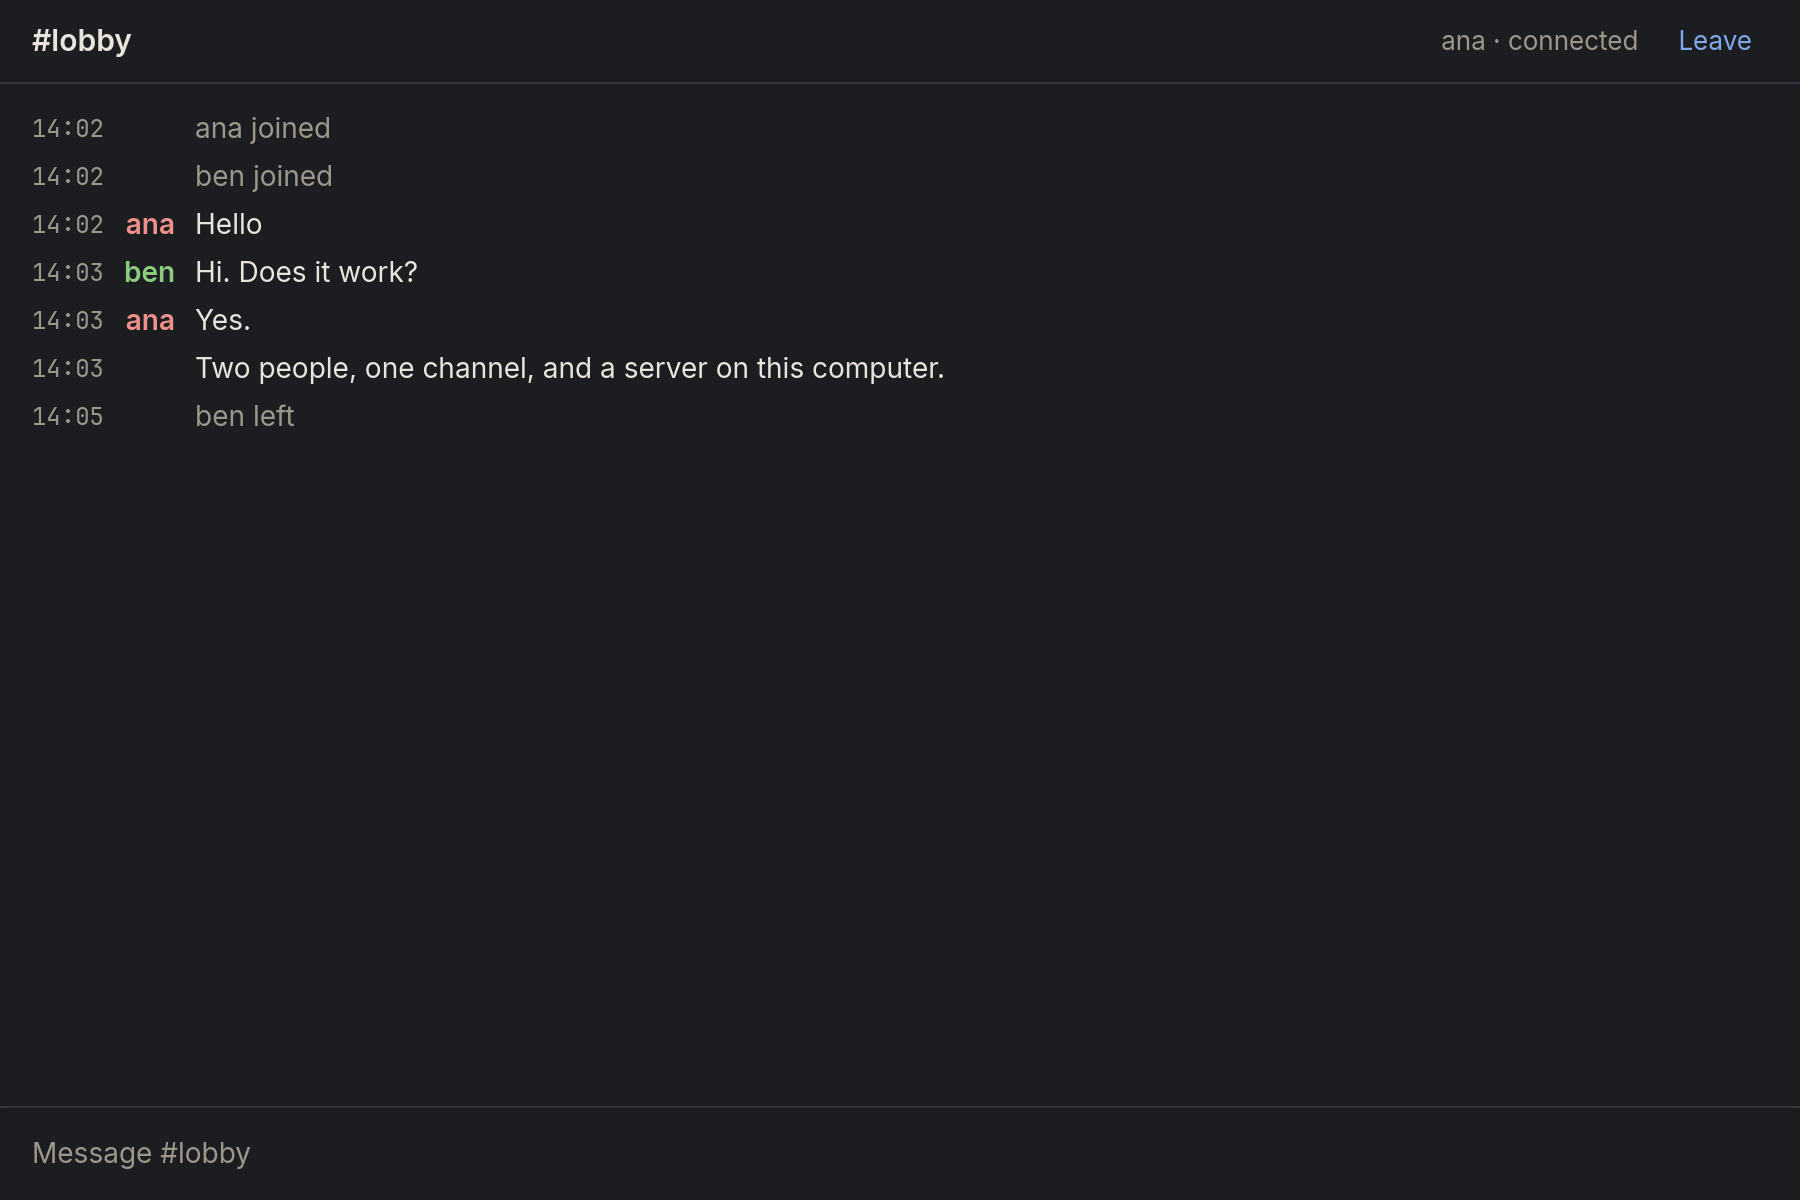 #lobby
ana · connected
Leave
14:02 ana joined
14:02 ben joined
14:02 ana Hello
14:03 ben Hi. Does it work?
14:03 ana Yes.
14:03 Two people, one channel, and a server on this computer.
14:05 ben left
Message #lobby